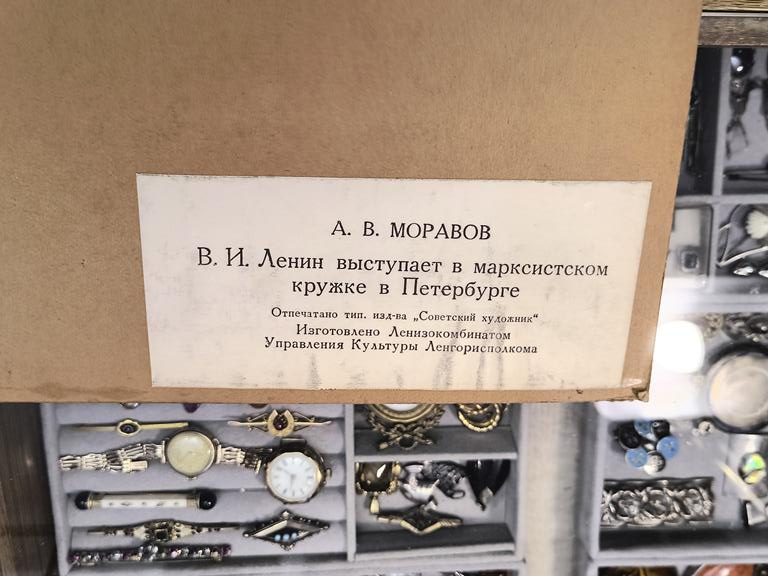 А. В. МОРАВОВ
В. И. Ленин выступает в марксистском
кружке в Петербурге
Отпечатано тип. изд-ва „Советский художник“
Изготовлено Ленизокомбинатом
Управления Культуры Ленгорисполкома